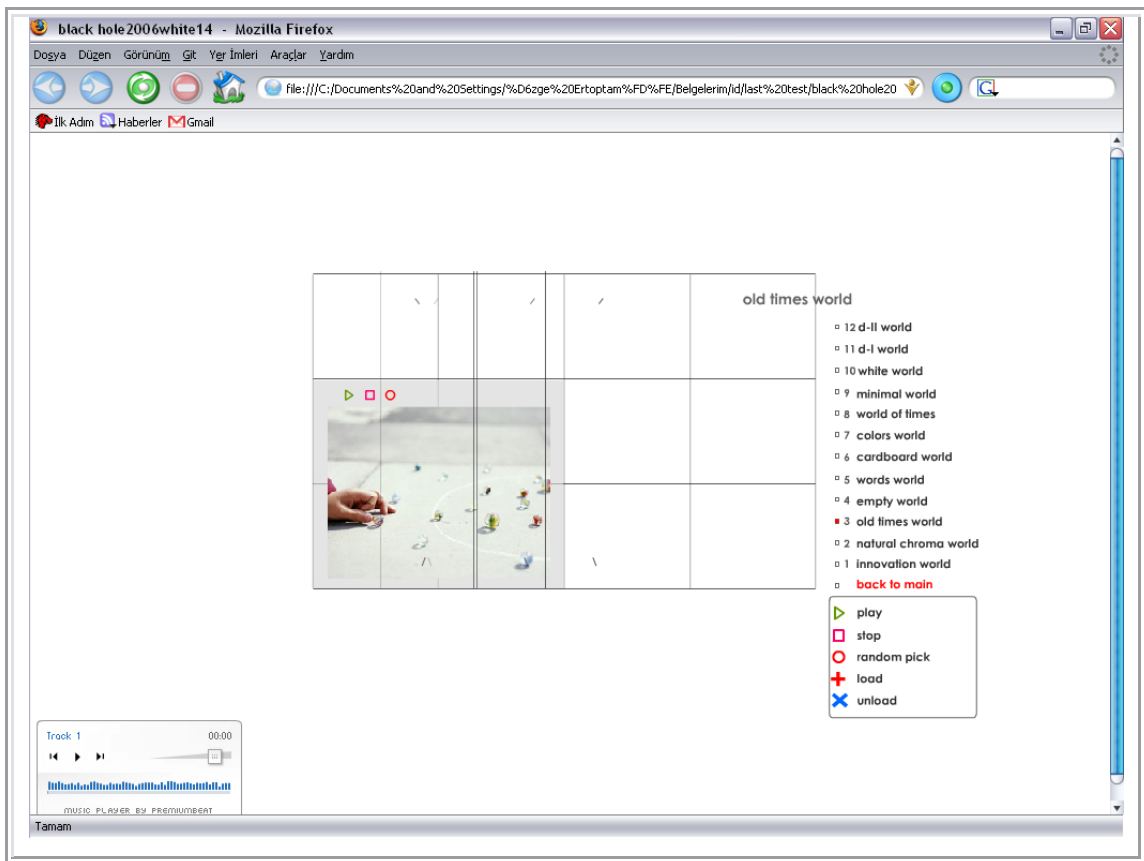 black hole2006white14 - Mozilla Firefox
Dosya Düzen Görünüm Git Yer İmleri Araçlar Yardım
file:///C:/Documents%20and%20Settings/%D6zge%20Ertoptam%FD%FE/Belgelerim/id/last%20test/black%20hole20
G
İlk Adım Haberler Gmail
old times world
12 d-II world
11 d-I world
10 white world
9 minimal world
8 world of times
7 colors world
6 cardboard world
5 words world
4 empty world
3 old times world
2 natural chroma world
1 innovation world
back to main
play
stop
random pick
load
unload
Track 1 00:00
MUSIC PLAYER BY PREMIUMBEAT
Tamam